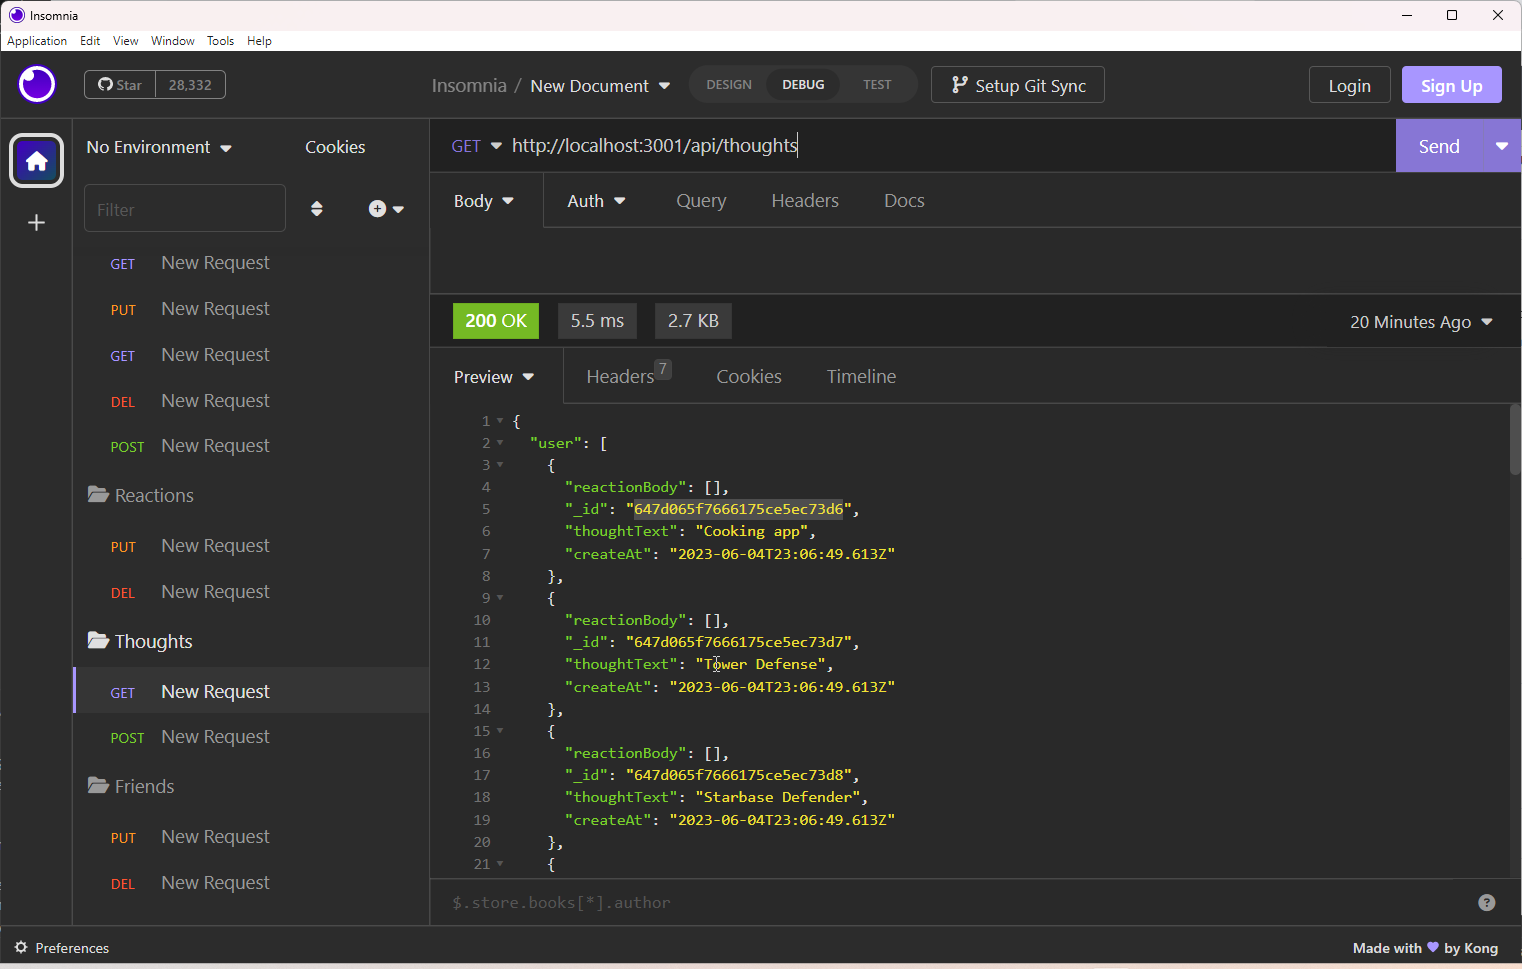 Insomnia
Application Edit View Window Tools Help
Star 28,332
Insomnia / New Document
DESIGN DEBUG TEST
Setup Git Sync
Login
Sign Up
No Environment
Cookies
Filter
GET New Request
PUT New Request
GET New Request
DEL New Request
POST New Request
Reactions
PUT New Request
DEL New Request
Thoughts
GET New Request
POST New Request
Friends
PUT New Request
DEL New Request
GET http://localhost:3001/api/thoughts
Send
Body Auth Query Headers Docs
200 OK 5.5 ms 2.7 KB
20 Minutes Ago
Preview Headers 7 Cookies Timeline
1 {
2 "user": [
3 {
4 "reactionBody": [],
5 "_id": "647d065f7666175ce5ec73d6",
6 "thoughtText": "Cooking app",
7 "createAt": "2023-06-04T23:06:49.613Z"
8 },
9 {
10 "reactionBody": [],
11 "_id": "647d065f7666175ce5ec73d7",
12 "thoughtText": "Tower Defense",
13 "createAt": "2023-06-04T23:06:49.613Z"
14 },
15 {
16 "reactionBody": [],
17 "_id": "647d065f7666175ce5ec73d8",
18 "thoughtText": "Starbase Defender",
19 "createAt": "2023-06-04T23:06:49.613Z"
20 },
21 {
$.store.books[*].author
?
Preferences
Made with 💜 by Kong